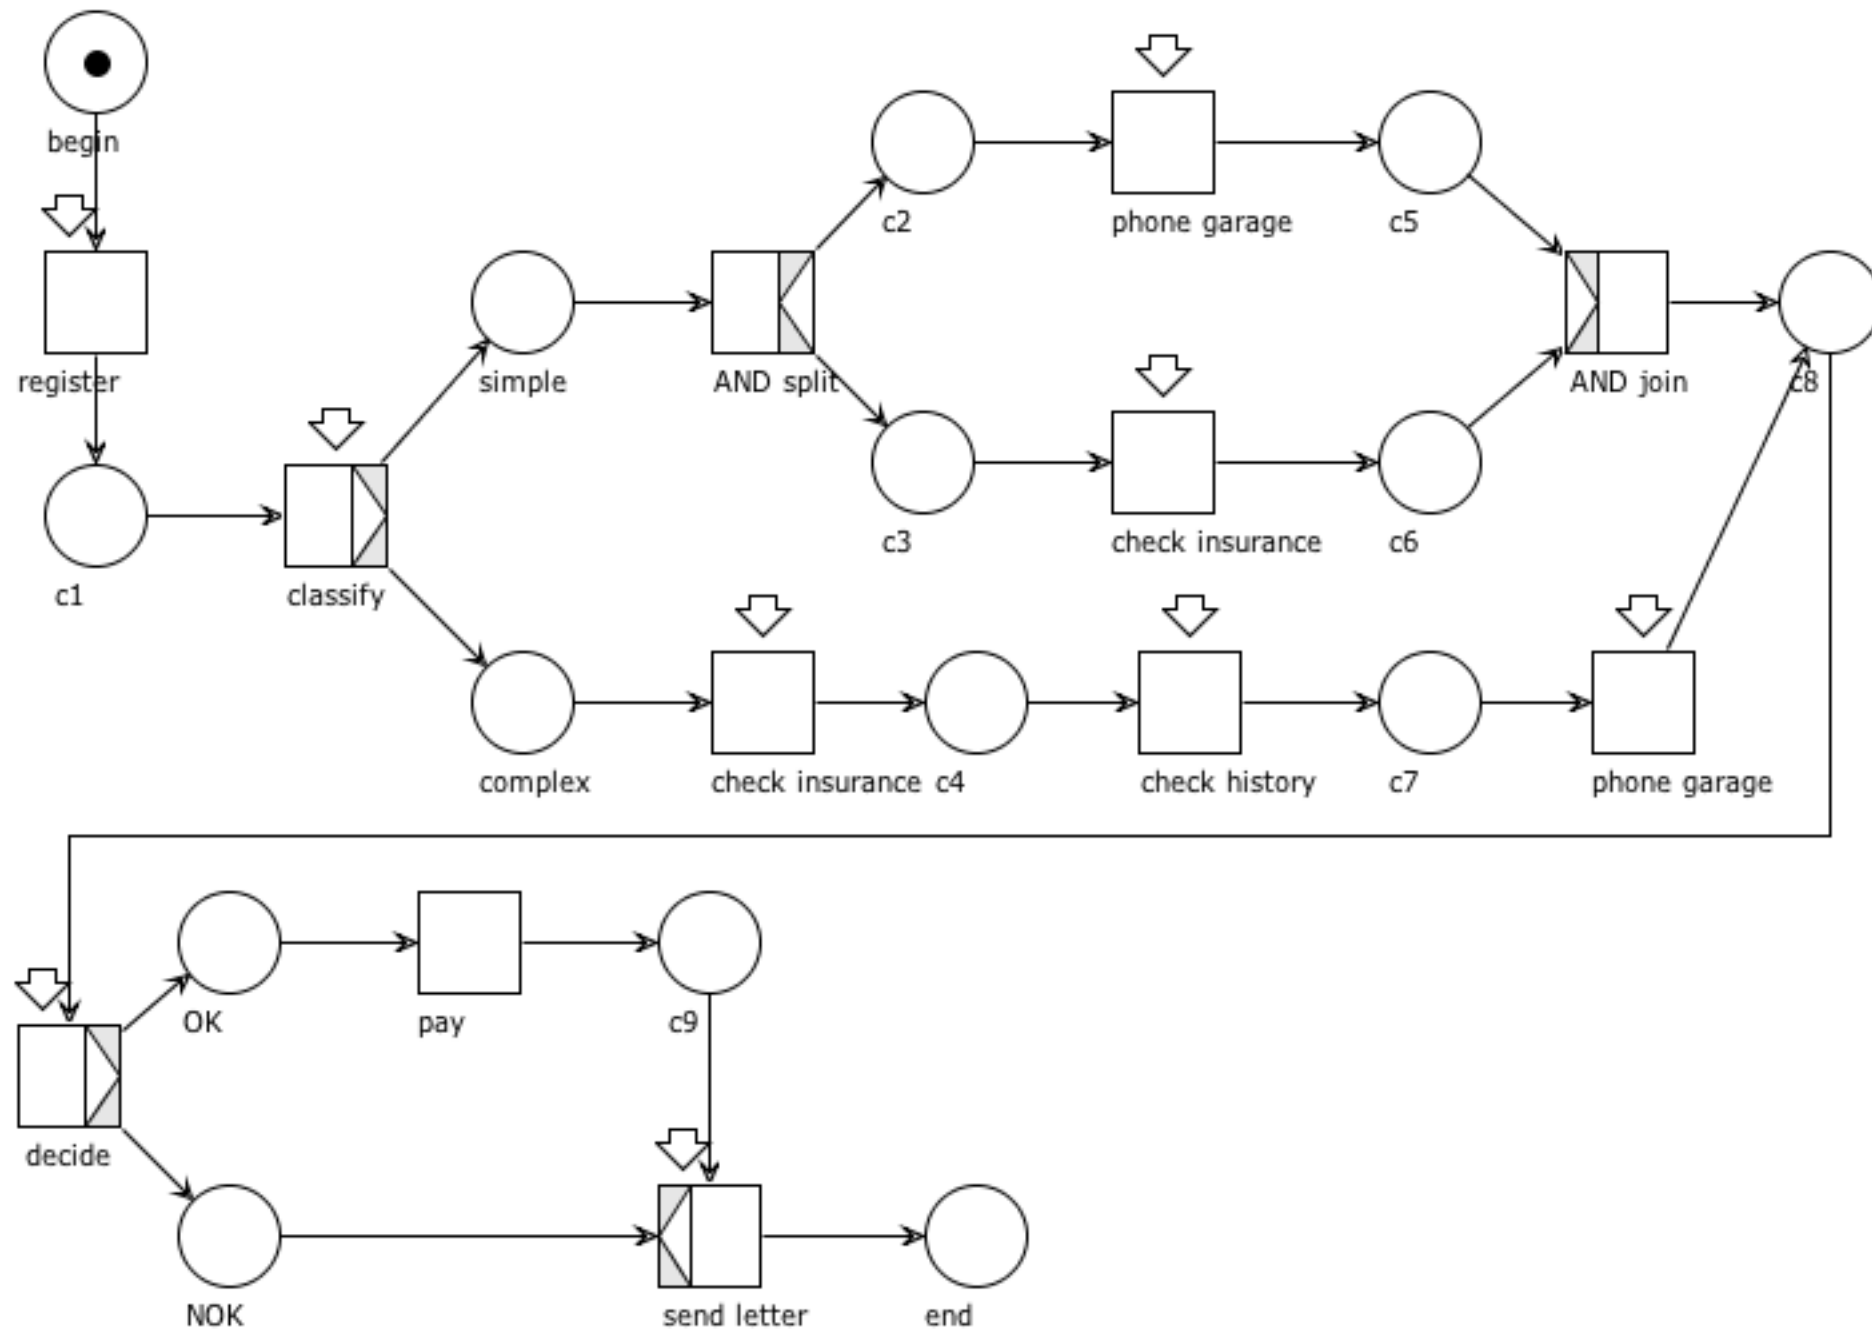 begin
c2
phone garage
c5
register
simple
AND split
AND join
c8
c3
check insurance
c6
c1
classify
complex
check insurance
c4
check history
c7
phone garage
OK
pay
c9
decide
NOK
send letter
end